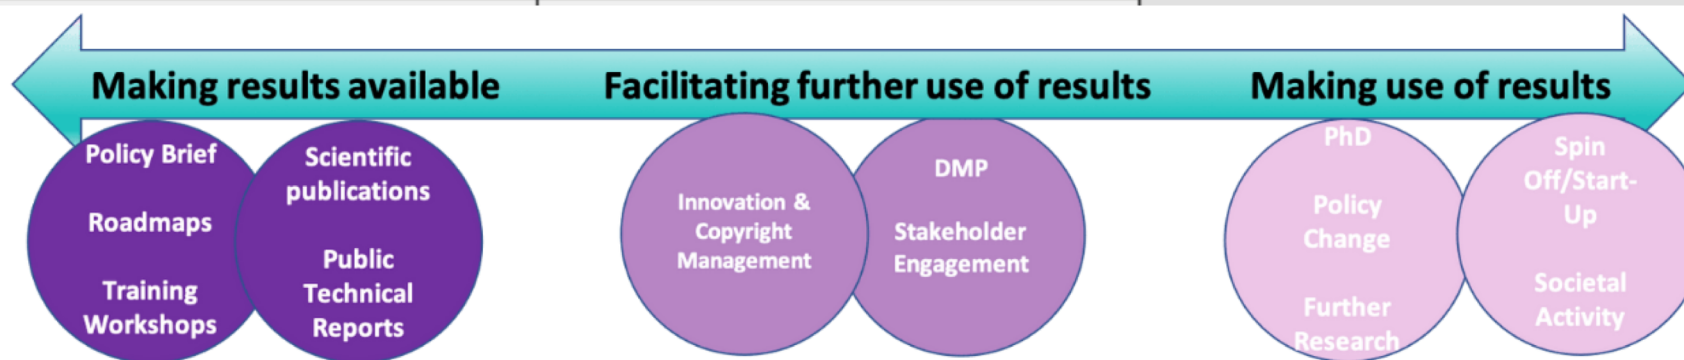 Making results available
Facilitating further use of results
Making use of results
Policy Brief
Roadmaps
Training
Workshops
Scientific
publications
Public
Technical
Reports
Innovation &
Copyright
Management
DMP
Stakeholder
Engagement
PhD
Policy
Change
Further
Research
Spin
Off/Start-
Up
Societal
Activity